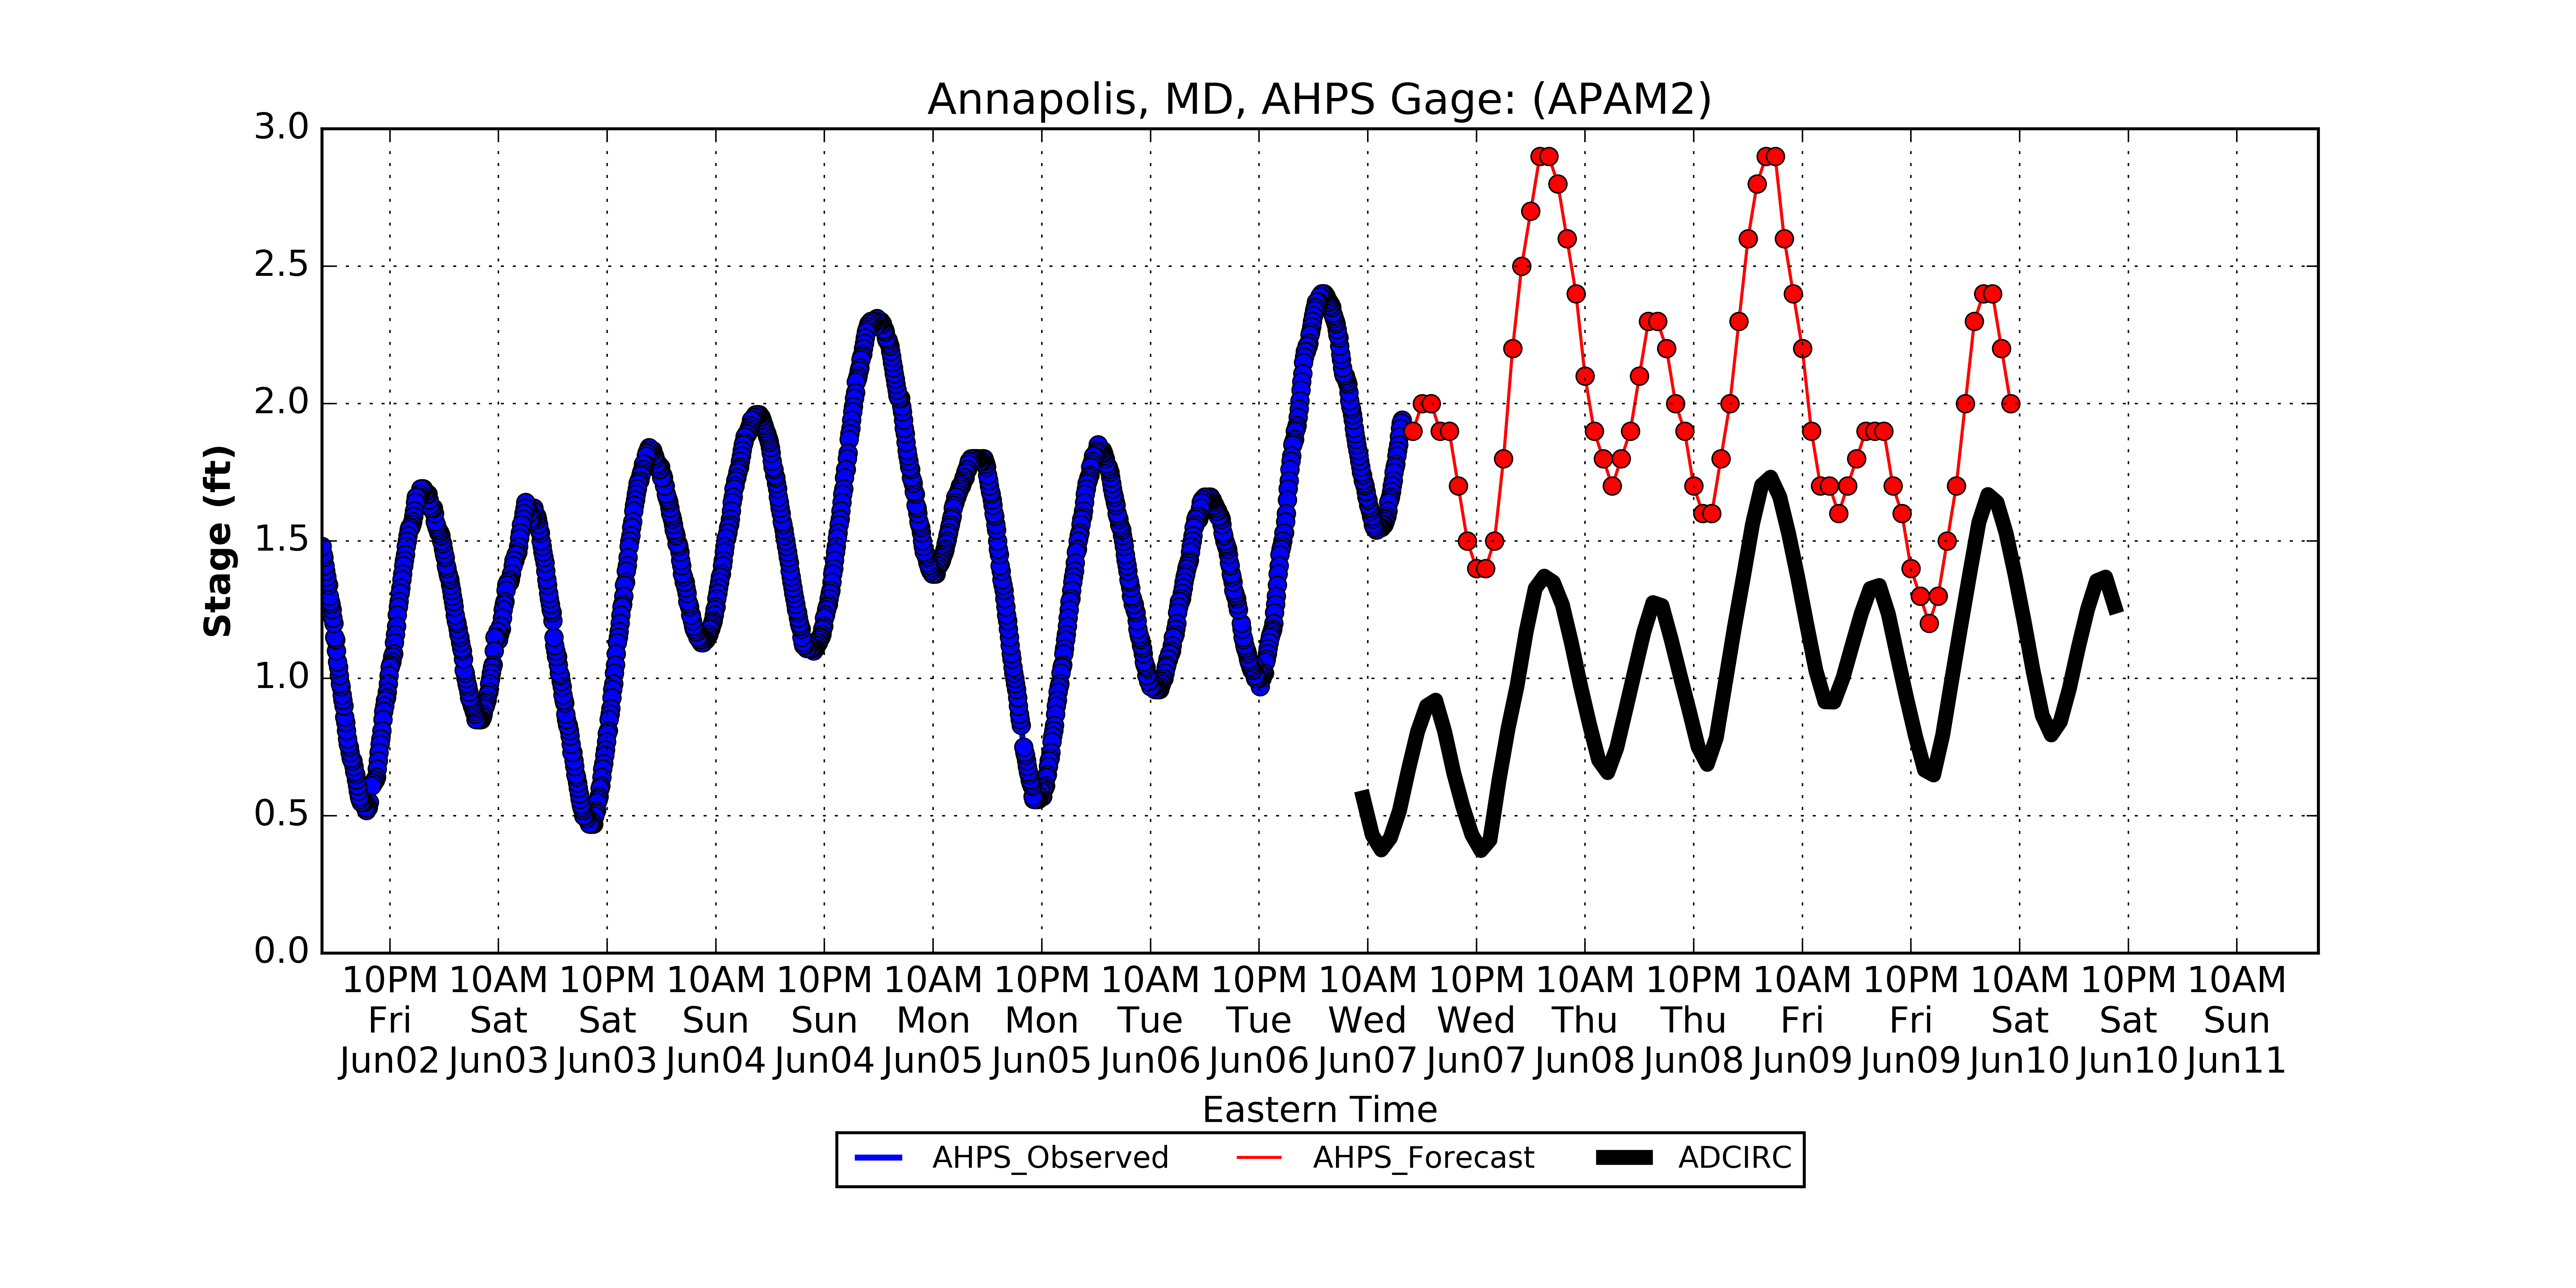 Annapolis, MD, AHPS Gage: (APAM2)
3.0
2.5
2.0
1.5
1.0
0.5
0.0
Stage (ft)
10PM 10AM 10PM 10AM 10PM 10AM 10PM 10AM 10PM 10AM 10PM 10AM 10PM 10AM 10PM 10AM 10PM 10AM
Fri Sat Sat Sun Sun Mon Mon Tue Tue Wed Wed Thu Thu Fri Fri Sat Sat Sun
Jun02 Jun03 Jun03 Jun04 Jun04 Jun05 Jun05 Jun06 Jun06 Jun07 Jun07 Jun08 Jun08 Jun09 Jun09 Jun10 Jun10 Jun11
Eastern Time
AHPS_Observed AHPS_Forecast ADCIRC